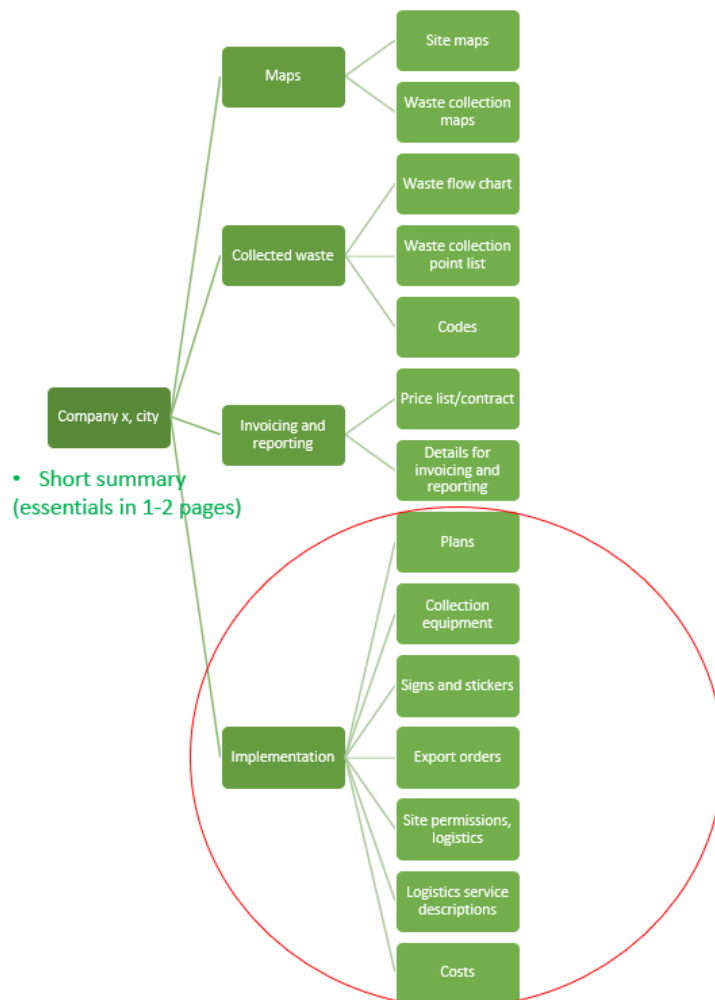 Maps
Site maps
Waste collection
maps
Collected waste
Waste flow chart
Waste collection
point list
Codes
Company x, city
• Short summary
(essentials in 1-2 pages)
Invoicing and
reporting
Price list/contract
Details for
invoicing and
reporting
Implementation
Plans
Collection
equipment
Signs and stickers
Export orders
Site permissions,
logistics
Logistics service
descriptions
Costs